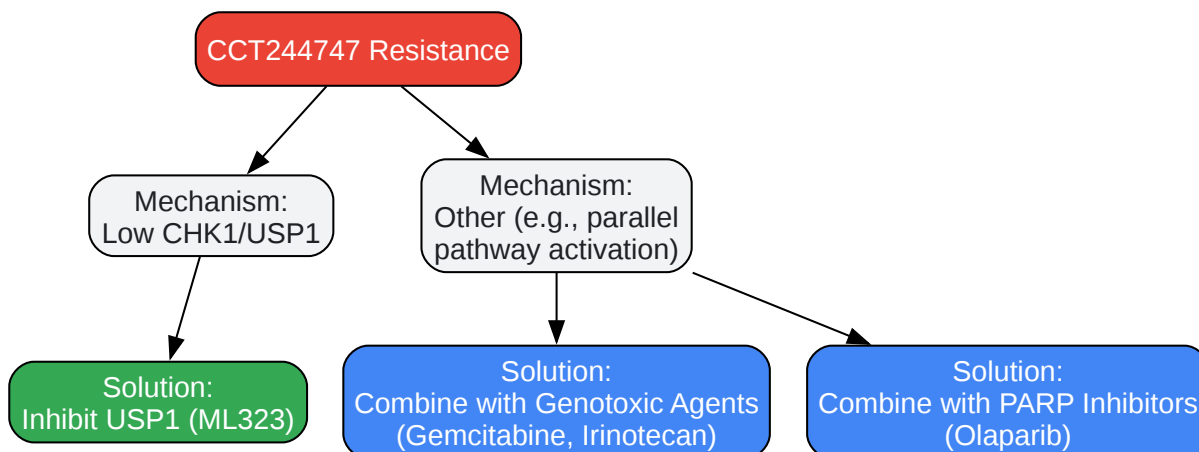 CCT244747 Resistance
Mechanism:
Low CHK1/USP1
Mechanism:
Other (e.g., parallel
pathway activation)
Solution:
Inhibit USP1 (ML323)
Solution:
Combine with Genotoxic Agents
(Gemcitabine, Irinotecan)
Solution:
Combine with PARP Inhibitors
(Olaparib)